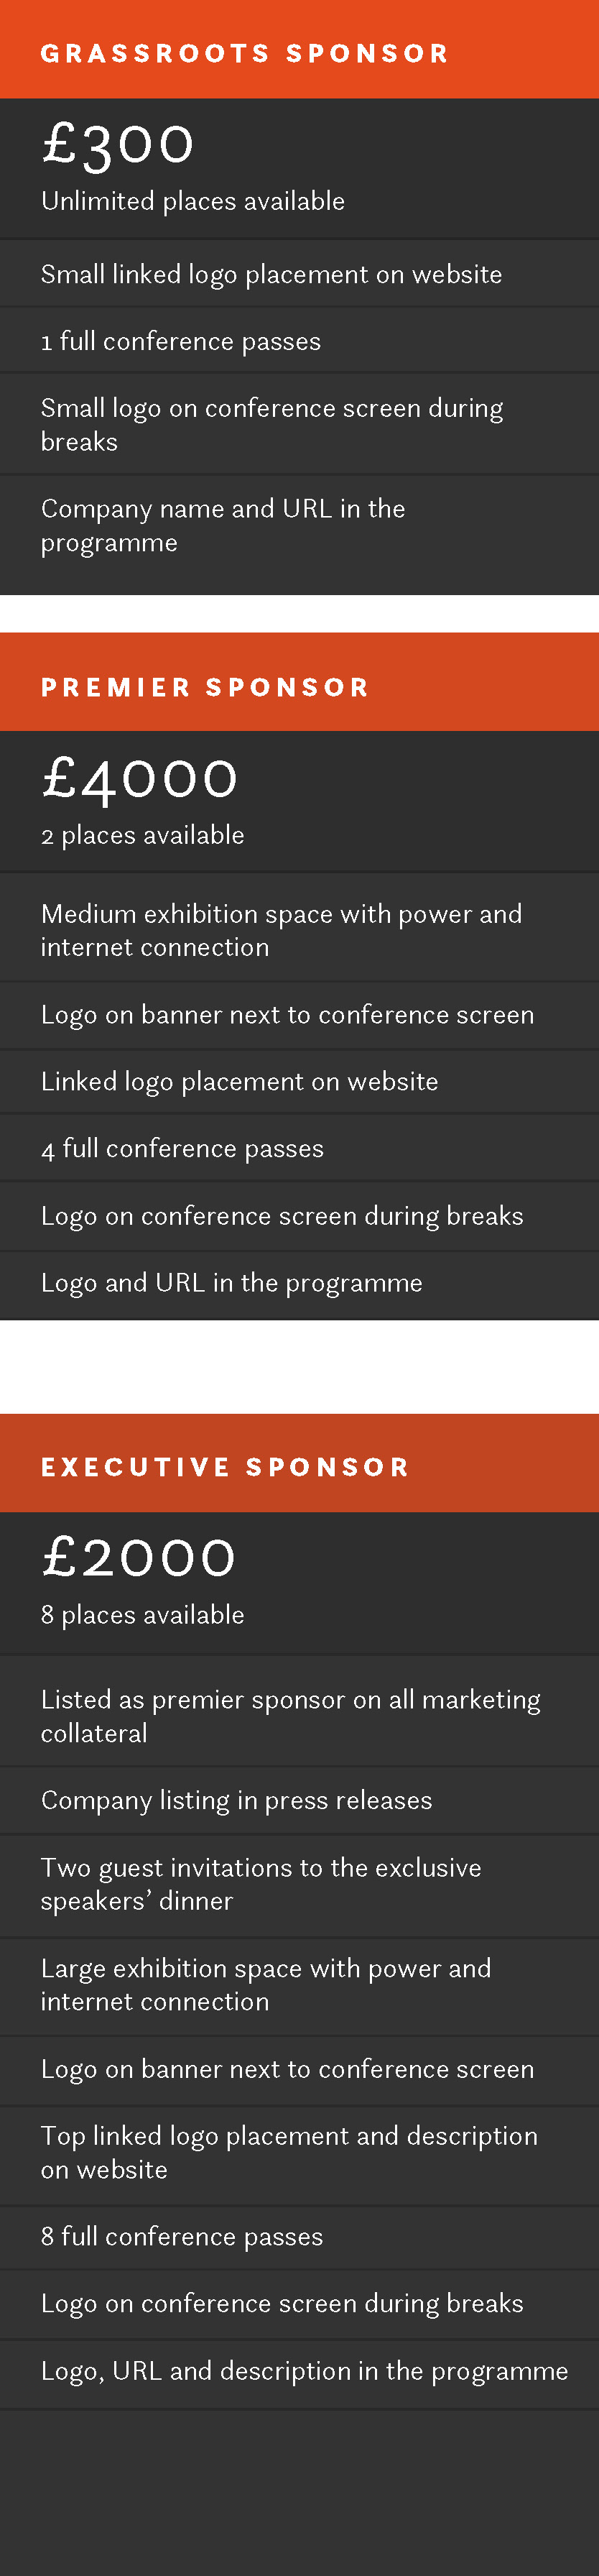 GRASSROOTS SPONSOR
£300
Unlimited places available
Small linked logo placement on website
1 full conference passes
Small logo on conference screen during
breaks
Company name and URL in the
programme
PREMIER SPONSOR
£4000
2 places available
Medium exhibition space with power and
internet connection
Logo on banner next to conference screen
Linked logo placement on website
4 full conference passes
Logo on conference screen during breaks
Logo and URL in the programme
EXECUTIVE SPONSOR
£2000
8 places available
Listed as premier sponsor on all marketing
collateral
Company listing in press releases
Two guest invitations to the exclusive
speakers’ dinner
Large exhibition space with power and
internet connection
Logo on banner next to conference screen
Top linked logo placement and description
on website
8 full conference passes
Logo on conference screen during breaks
Logo, URL and description in the programme